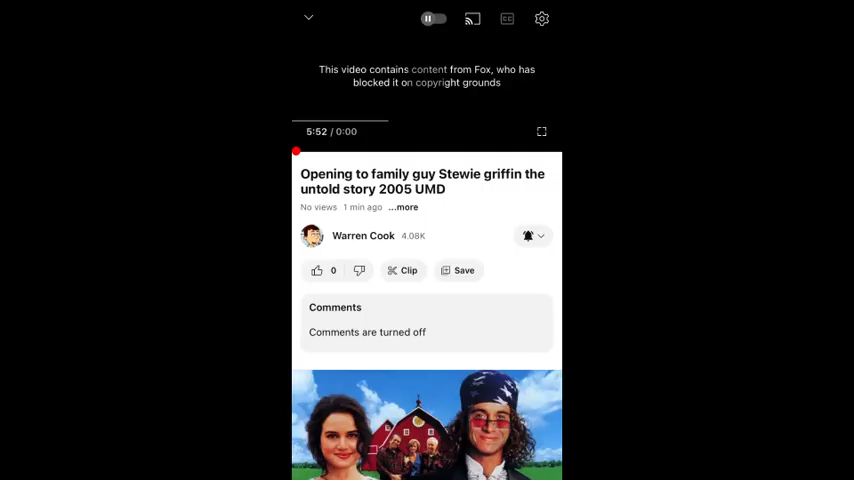 CC
This video contains content from Fox, who has
blocked it on copyright grounds
5:52 / 0:00
Opening to family guy Stewie griffin the
untold story 2005 UMD
No views 1 min ago ...more
Warren Cook 4.08K
0 Clip Save
Comments
Comments are turned off